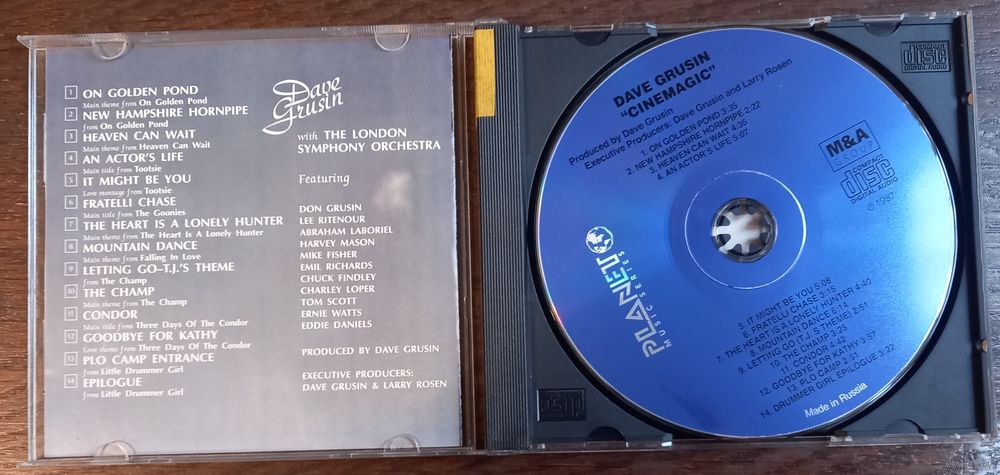 1 ON GOLDEN POND
Main theme from On Golden Pond
2 NEW HAMPSHIRE HORNPIPE
from On Golden Pond
3 HEAVEN CAN WAIT
Main theme from Heaven Can Wait
4 AN ACTOR'S LIFE
Main title from Tootsie
5 IT MIGHT BE YOU
Love montage from Tootsie
6 FRATELLI CHASE
Main title from The Goonies
7 THE HEART IS A LONELY HUNTER
Main theme from The Heart Is A Lonely Hunter
8 MOUNTAIN DANCE
Main theme from Falling In Love
9 LETTING GO–T.J.'S THEME
from The Champ
10 THE CHAMP
Main theme from The Champ
11 CONDOR
Main title from Three Days Of The Condor
12 GOODBYE FOR KATHY
Love theme from Three Days Of The Condor
13 PLO CAMP ENTRANCE
from Little Drummer Girl
14 EPILOGUE
from Little Drummer Girl
Dave
Grusin
with THE LONDON
SYMPHONY ORCHESTRA
Featuring
DON GRUSIN
LEE RITENOUR
ABRAHAM LABORIEL
HARVEY MASON
MIKE FISHER
EMIL RICHARDS
CHUCK FINDLEY
CHARLEY LOPER
TOM SCOTT
ERNIE WATTS
EDDIE DANIELS
PRODUCED BY DAVE GRUSIN
EXECUTIVE PRODUCERS:
DAVE GRUSIN & LARRY ROSEN
DAVE GRUSIN
"CINEMAGIC"
Produced by Dave Grusin
Executive Producers: Dave Grusin and Larry Rosen
1. ON GOLDEN POND 3:35
2. NEW HAMPSHIRE HORNPIPE 2:22
3. HEAVEN CAN WAIT 4:35
4. AN ACTOR'S LIFE 5:07
M&A
GROUP
COMPACT
disc
DIGITAL AUDIO
℗ 1987
PLANET
MUSIC SERIES
5. IT MIGHT BE YOU 5:08
6. FRATELLI CHASE 3:15
7. THE HEART IS A LONELY HUNTER 4:40
8. MOUNTAIN DANCE 6:14
9. LETTING GO (T.J.'S THEME) 2:51
10. THE CHAMP 3:25
11. CONDOR 4:42
12. GOODBYE FOR KATHY 3:57
13. PLO CAMP 2:51
14. DRUMMER GIRL EPILOGUE 3:22
Made in Russia
COMPACT
disc
DIGITAL AUDIO
disc